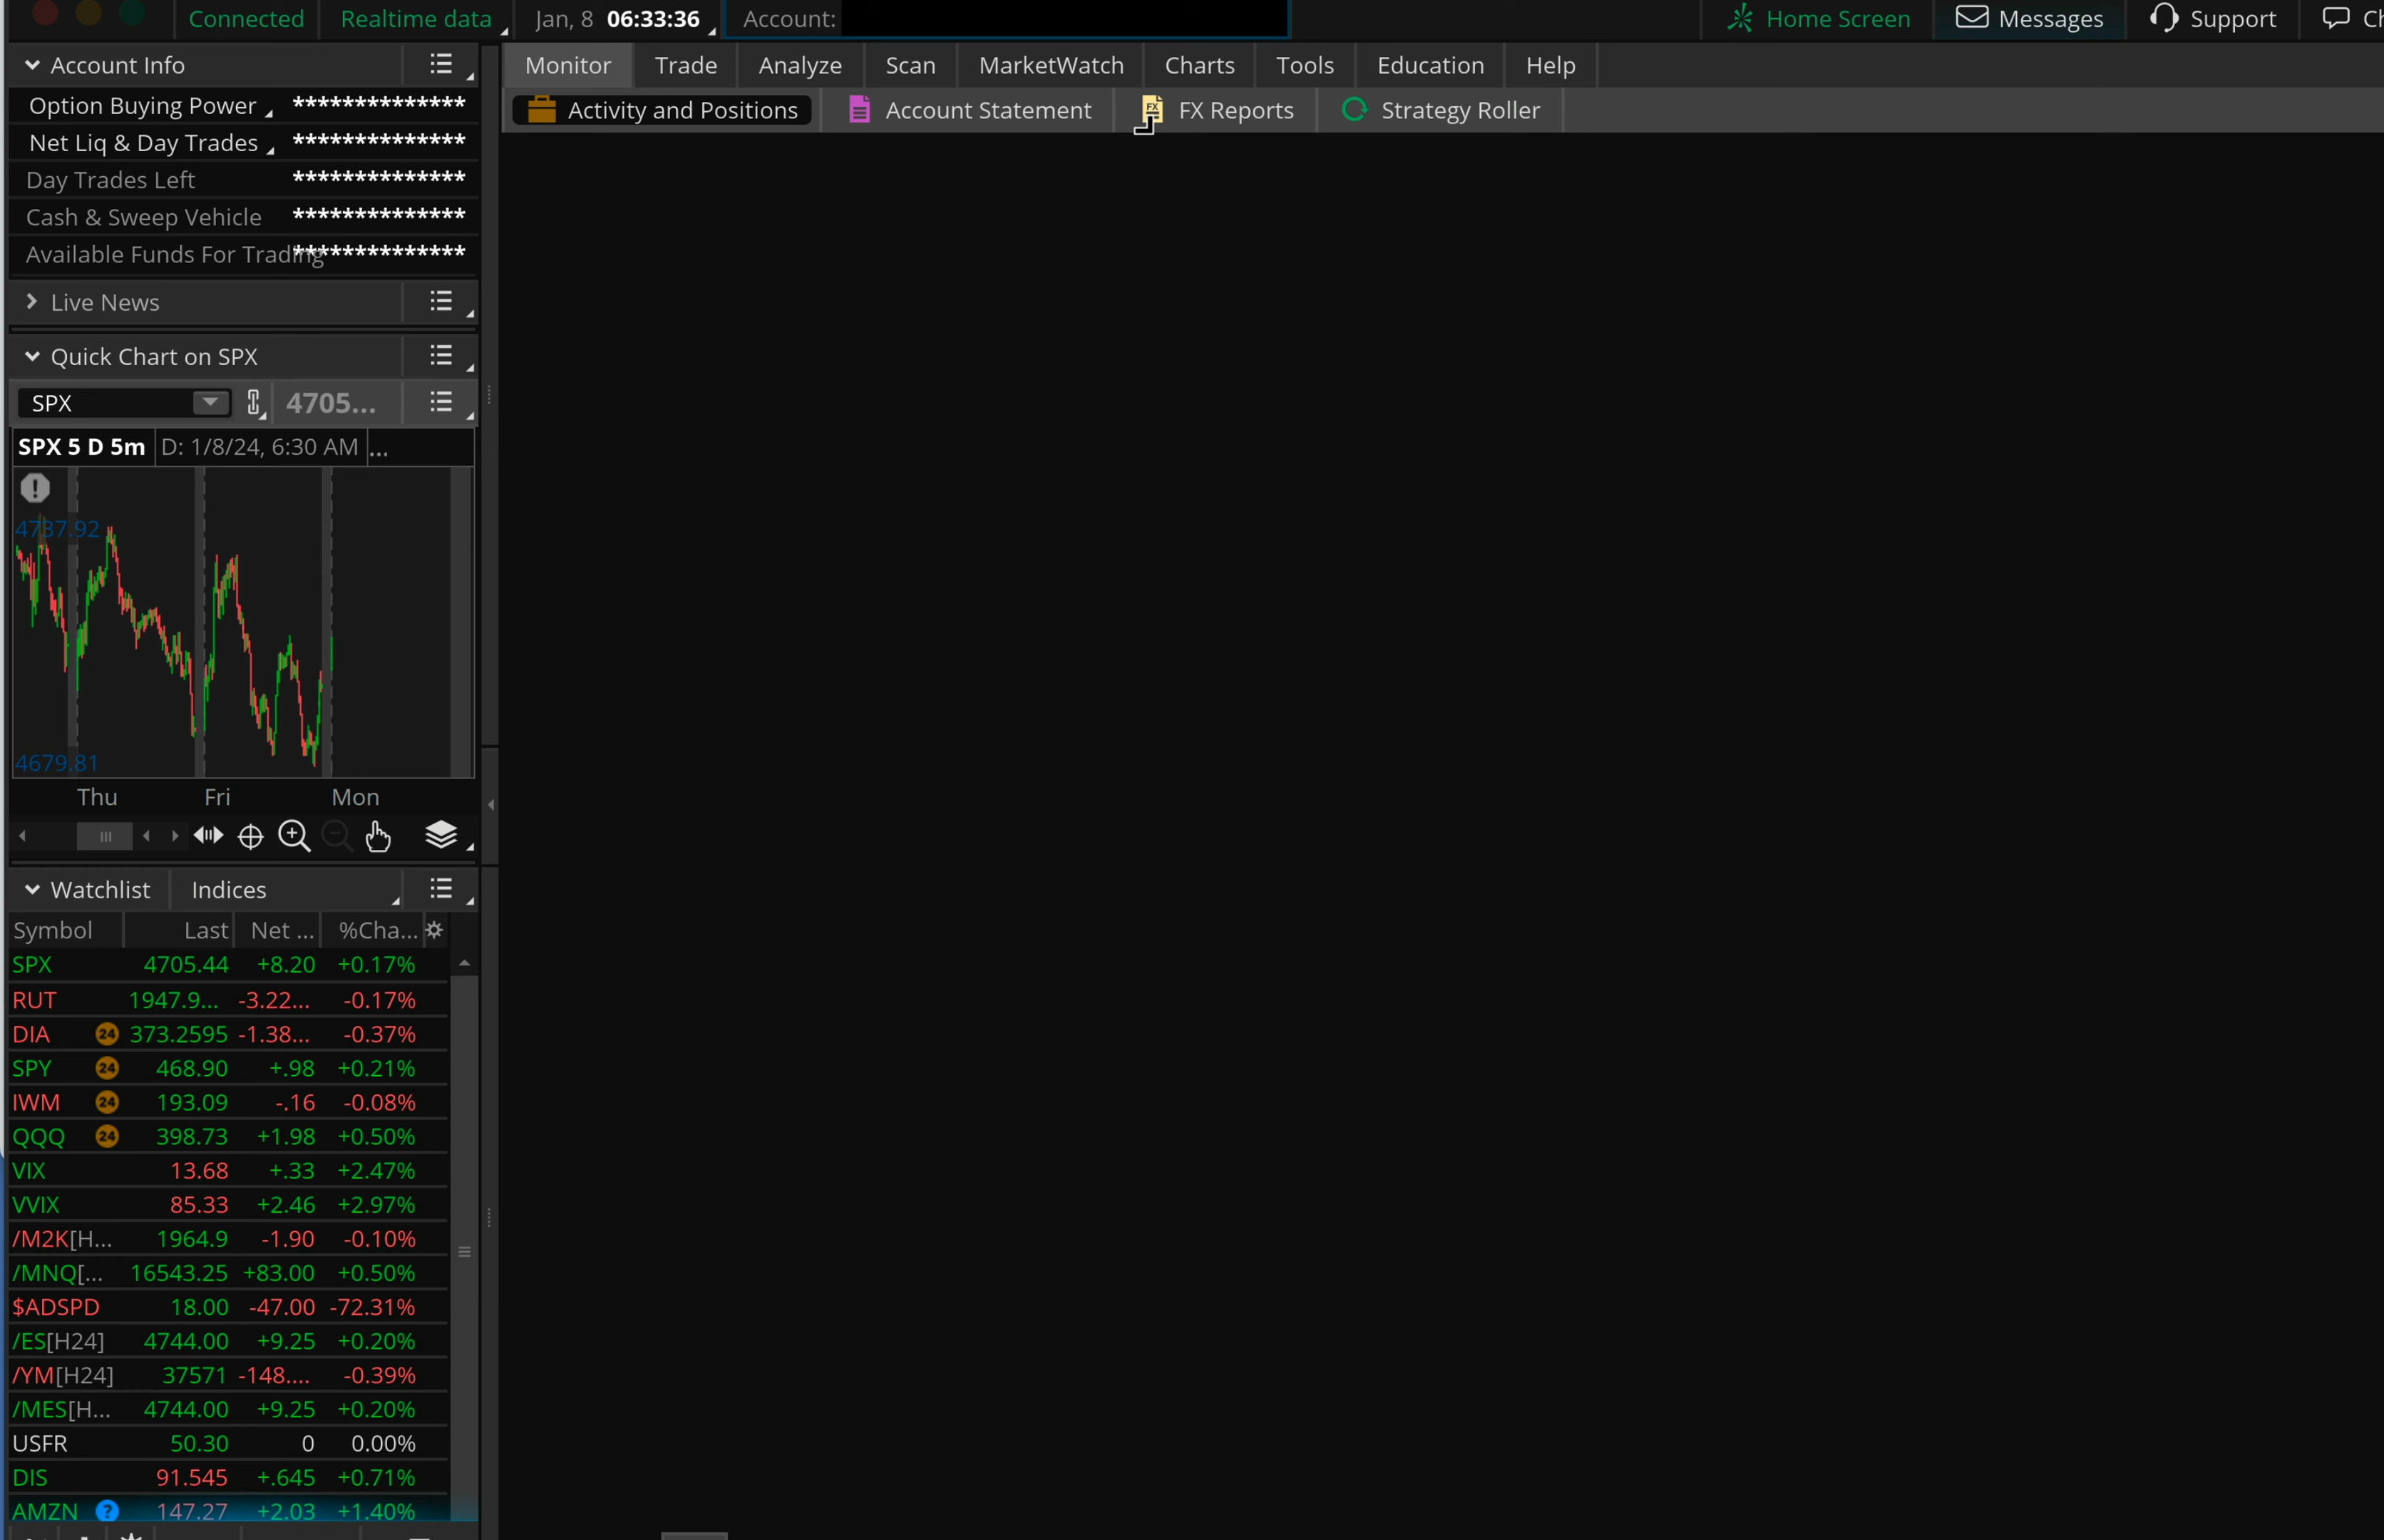 Connected Realtime data Jan, 8 06:33:36 Account: Home Screen Messages Support
Account Info
Option Buying Power **************
Net Liq & Day Trades **************
Day Trades Left **************
Cash & Sweep Vehicle **************
Available Funds For Trading **************
Live News
Quick Chart on SPX
SPX 4705...
SPX 5 D 5m D: 1/8/24, 6:30 AM ...
4737.92
4679.81
Thu Fri Mon
Watchlist Indices
Symbol Last Net ... %Cha...
SPX 4705.44 +8.20 +0.17%
RUT 1947.9... -3.22... -0.17%
DIA 24 373.2595 -1.38... -0.37%
SPY 24 468.90 +.98 +0.21%
IWM 24 193.09 -.16 -0.08%
QQQ 24 398.73 +1.98 +0.50%
VIX 13.68 +.33 +2.47%
VVIX 85.33 +2.46 +2.97%
/M2K[H... 1964.9 -1.90 -0.10%
/MNQ[... 16543.25 +83.00 +0.50%
$ADSPD 18.00 -47.00 -72.31%
/ES[H24] 4744.00 +9.25 +0.20%
/YM[H24] 37571 -148.... -0.39%
/MES[H... 4744.00 +9.25 +0.20%
USFR 50.30 0 0.00%
DIS 91.545 +.645 +0.71%
AMZN ? 147.27 +2.03 +1.40%
Monitor Trade Analyze Scan MarketWatch Charts Tools Education Help
Activity and Positions Account Statement FX FX Reports Strategy Roller